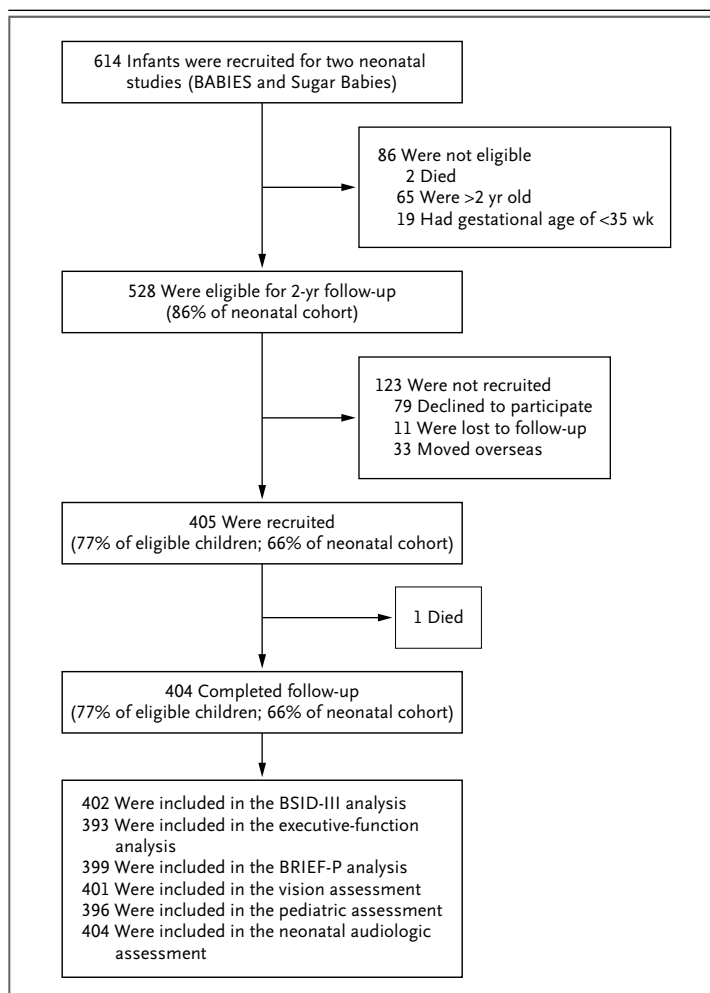 614 Infants were recruited for two neonatal
studies (BABIES and Sugar Babies)
86 Were not eligible
2 Died
65 Were >2 yr old
19 Had gestational age of <35 wk
528 Were eligible for 2-yr follow-up
(86% of neonatal cohort)
123 Were not recruited
79 Declined to participate
11 Were lost to follow-up
33 Moved overseas
405 Were recruited
(77% of eligible children; 66% of neonatal cohort)
1 Died
404 Completed follow-up
(77% of eligible children; 66% of neonatal cohort)
402 Were included in the BSID-III analysis
393 Were included in the executive-function
analysis
399 Were included in the BRIEF-P analysis
401 Were included in the vision assessment
396 Were included in the pediatric assessment
404 Were included in the neonatal audiologic
assessment